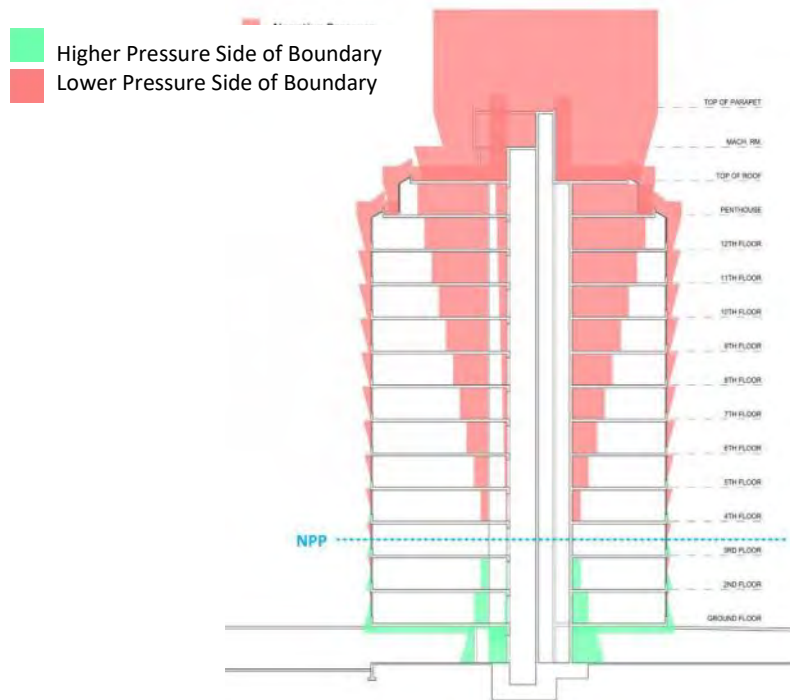 Higher Pressure Side of Boundary
Lower Pressure Side of Boundary
TOP OF PARAPET
MACH. RM.
TOP OF ROOF
PENTHOUSE
12TH FLOOR
11TH FLOOR
10TH FLOOR
9TH FLOOR
8TH FLOOR
7TH FLOOR
6TH FLOOR
5TH FLOOR
4TH FLOOR
NPP
3RD FLOOR
2ND FLOOR
GROUND FLOOR